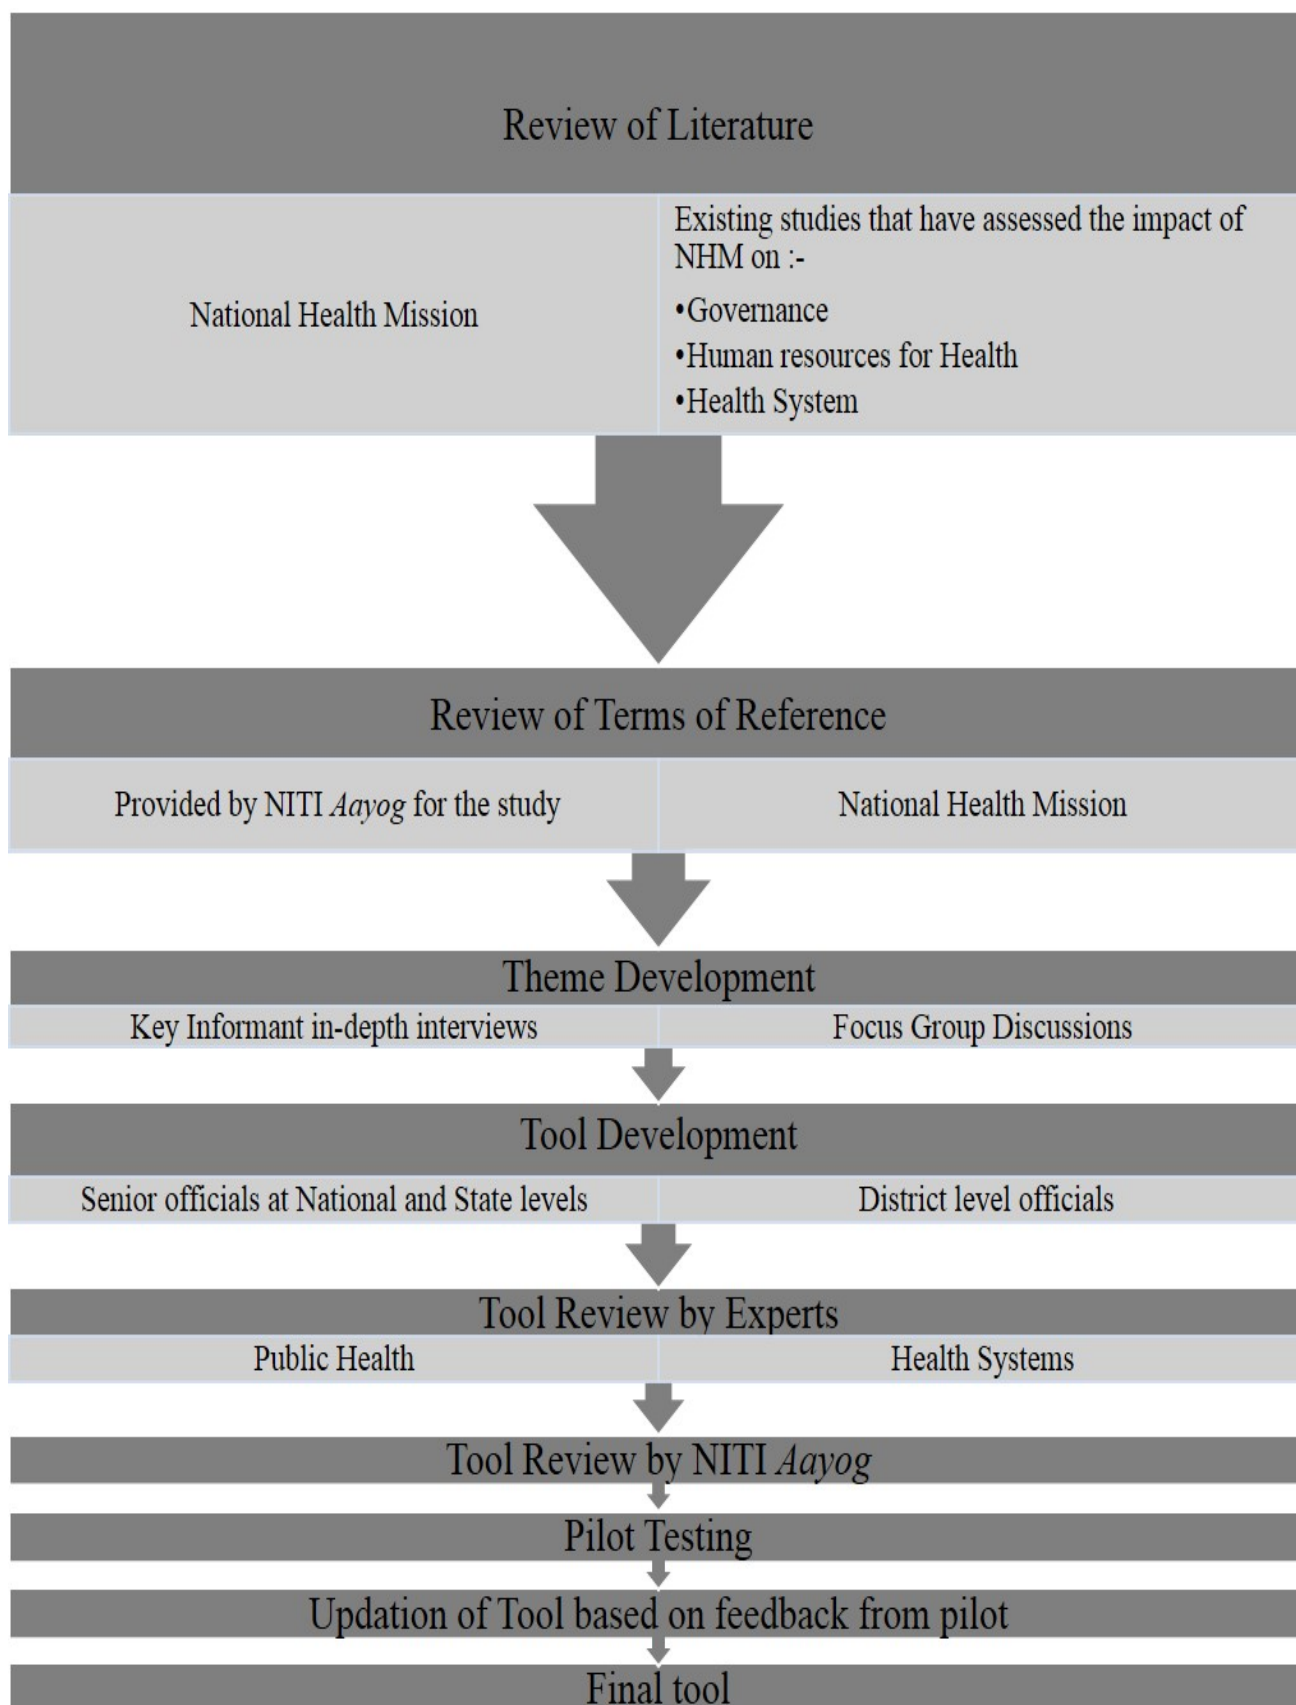 Review of Literature
National Health Mission
Existing studies that have assessed the impact of
NHM on :-
•Governance
•Human resources for Health
•Health System
Review of Terms of Reference
Provided by NITI Aayog for the study
National Health Mission
Theme Development
Key Informant in-depth interviews
Focus Group Discussions
Tool Development
Senior officials at National and State levels
District level officials
Tool Review by Experts
Public Health
Health Systems
Tool Review by NITI Aayog
Pilot Testing
Updation of Tool based on feedback from pilot
Final tool